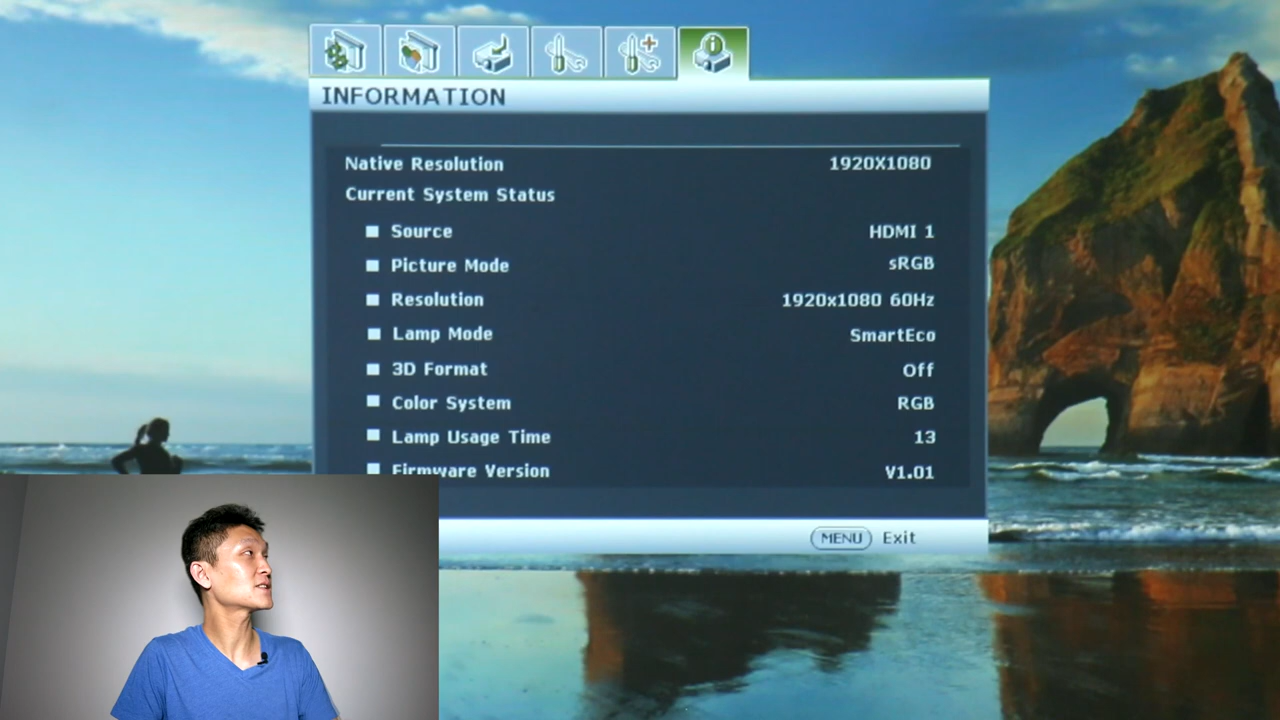 INFORMATION
Native Resolution 1920X1080
Current System Status
Source HDMI 1
Picture Mode sRGB
Resolution 1920x1080 60Hz
Lamp Mode SmartEco
3D Format Off
Color System RGB
Lamp Usage Time 13
Firmware Version V1.01
MENU Exit